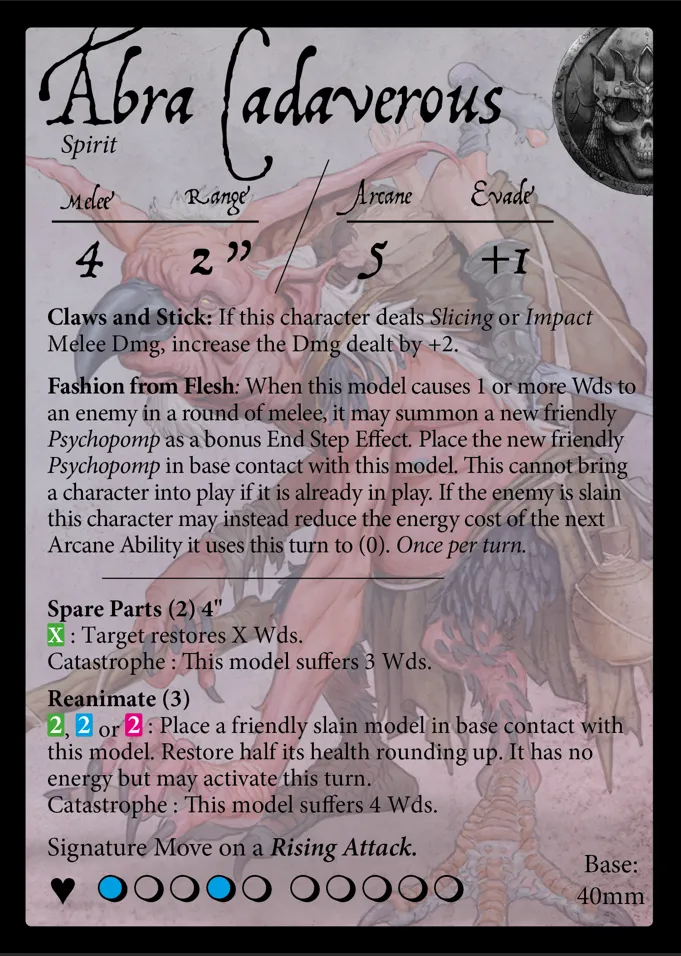 Abra Cadaverous
Spirit
Melee Range / Arcane Evade
4 2” / 5 +1
Claws and Stick: If this character deals Slicing or Impact
Melee Dmg, increase the Dmg dealt by +2.
Fashion from Flesh: When this model causes 1 or more Wds to
an enemy in a round of melee, it may summon a new friendly
Psychopomp as a bonus End Step Effect. Place the new friendly
Psychopomp in base contact with this model. This cannot bring
a character into play if it is already in play. If the enemy is slain
this character may instead reduce the energy cost of the next
Arcane Ability it uses this turn to (0). Once per turn.
Spare Parts (2) 4"
X : Target restores X Wds.
Catastrophe : This model suffers 3 Wds.
Reanimate (3)
2, 2 or 2 : Place a friendly slain model in base contact with
this model. Restore half its health rounding up. It has no
energy but may activate this turn.
Catastrophe : This model suffers 4 Wds.
Signature Move on a Rising Attack.
Base:
40mm